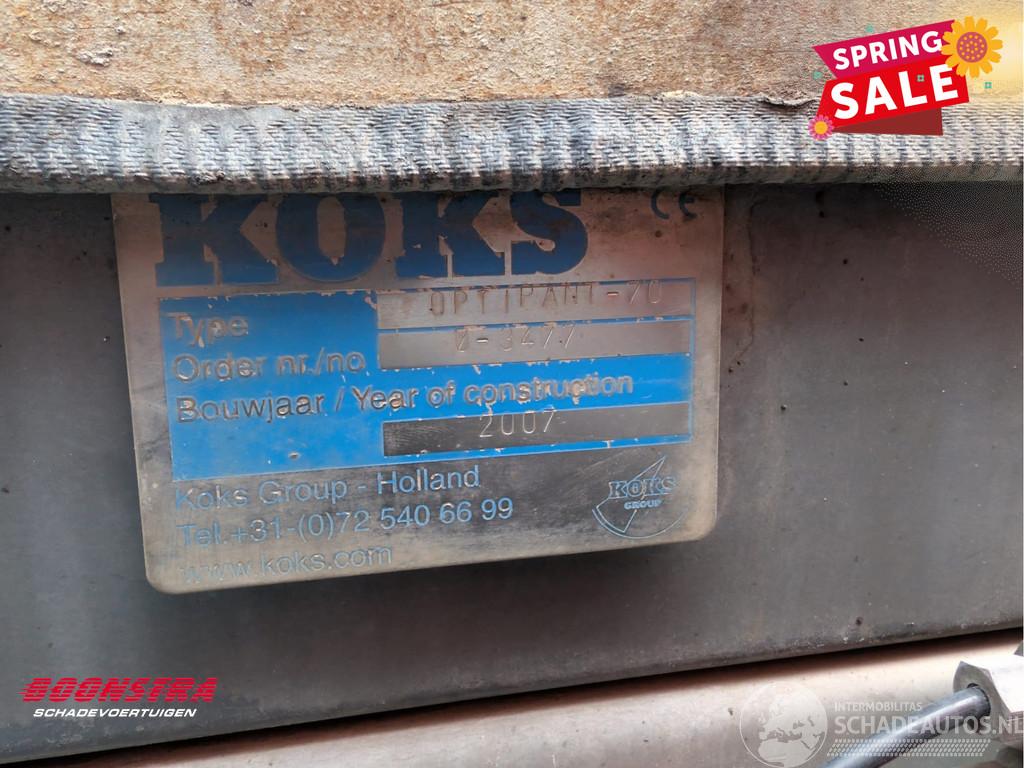 SPRING
SALE
KOKS
CE
Type OPTIPANT-70
Order nr./no
Bouwjaar / Year of construction
2007
Koks Group - Holland
Tel.+31-(0)72 540 66 99
www.koks.com
KOKS
GROUP
BOONSTRA
SCHADEVOERTUIGEN
INTERMOBILITAS
SCHADEAUTOS.NL